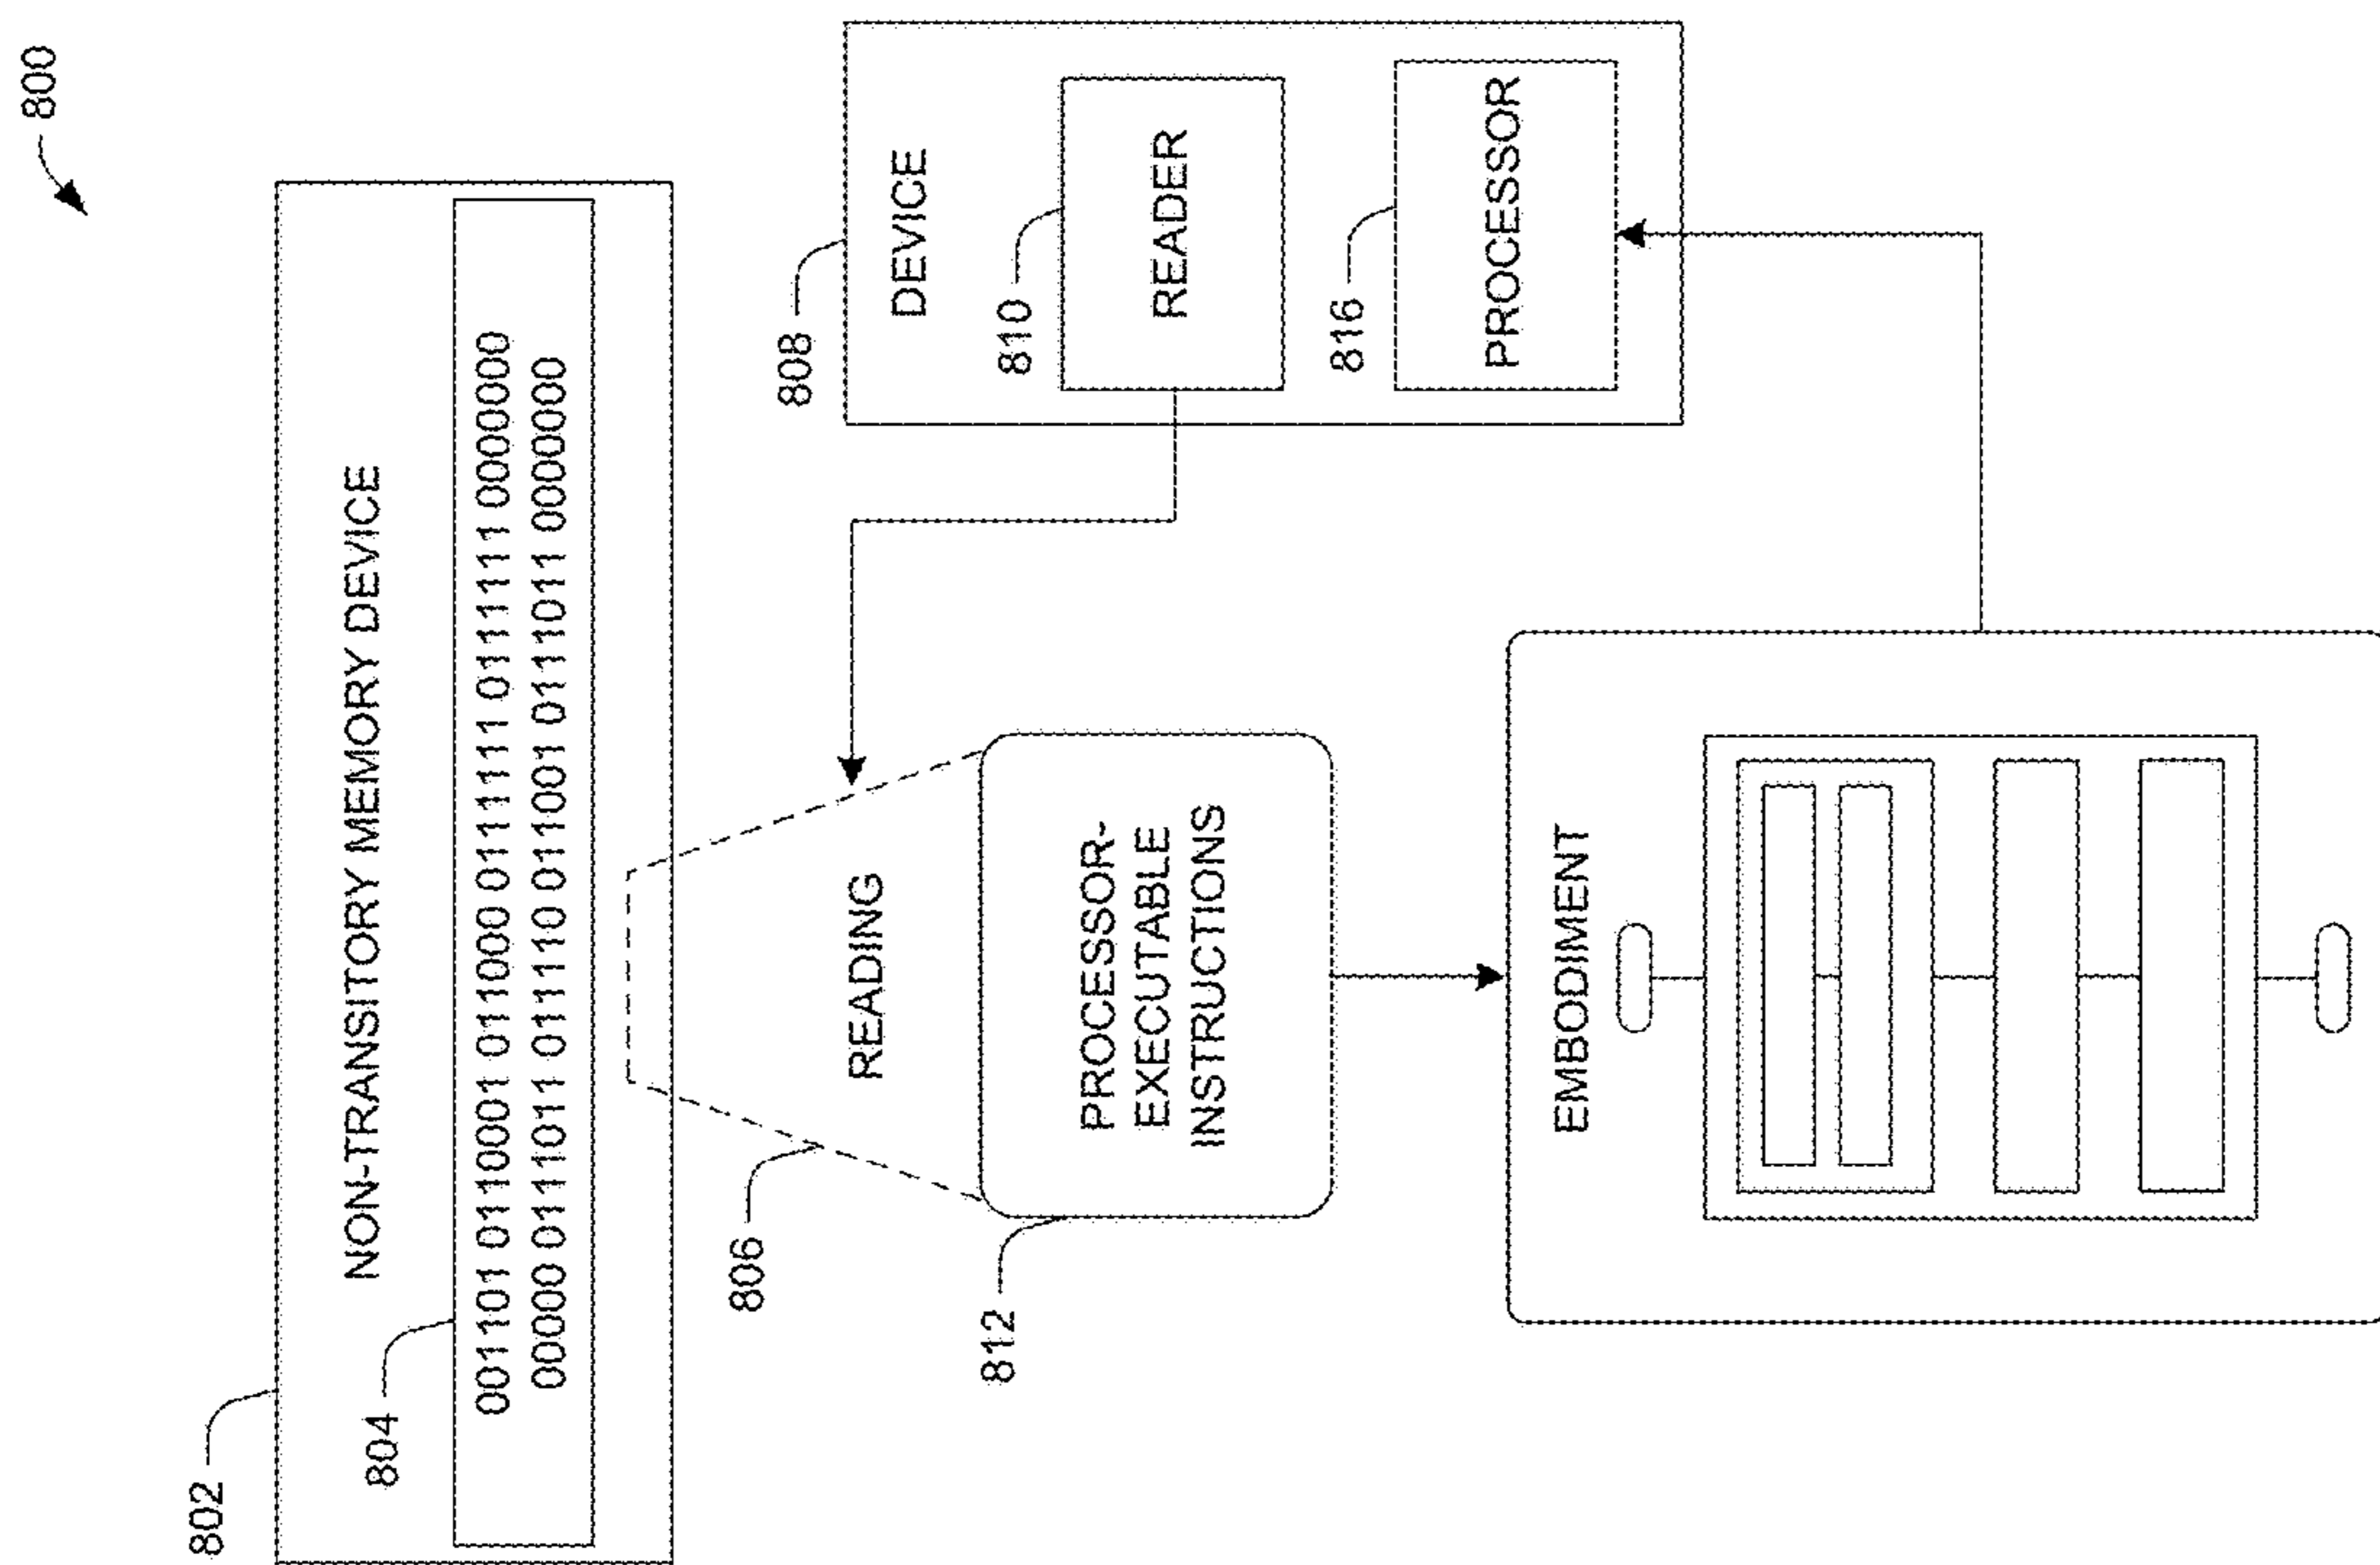 800
802
NON-TRANSITORY MEMORY DEVICE
804
001101 0110001 011000 0111111 0111111 000000
00000 0111011 011110 011001 0111011 0000000
806
READING
808
DEVICE
810
READER
816
PROCESSOR
812
PROCESSOR-
EXECUTABLE
INSTRUCTIONS
EMBODIMENT